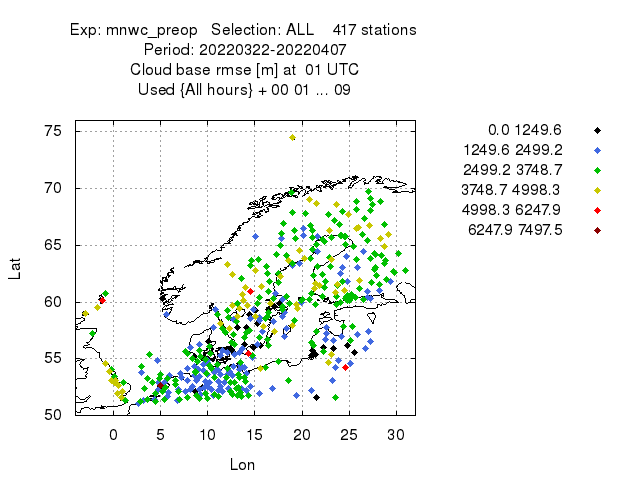 Exp: mnwc_preop Selection: ALL 417 stations
Period: 20220322-20220407
Cloud base rmse [m] at 01 UTC
Used {All hours} + 00 01 ... 09
0.0 1249.6
1249.6 2499.2
2499.2 3748.7
3748.7 4998.3
4998.3 6247.9
6247.9 7497.5
Lat
75
70
65
60
55
50
0 5 10 15 20 25 30
Lon